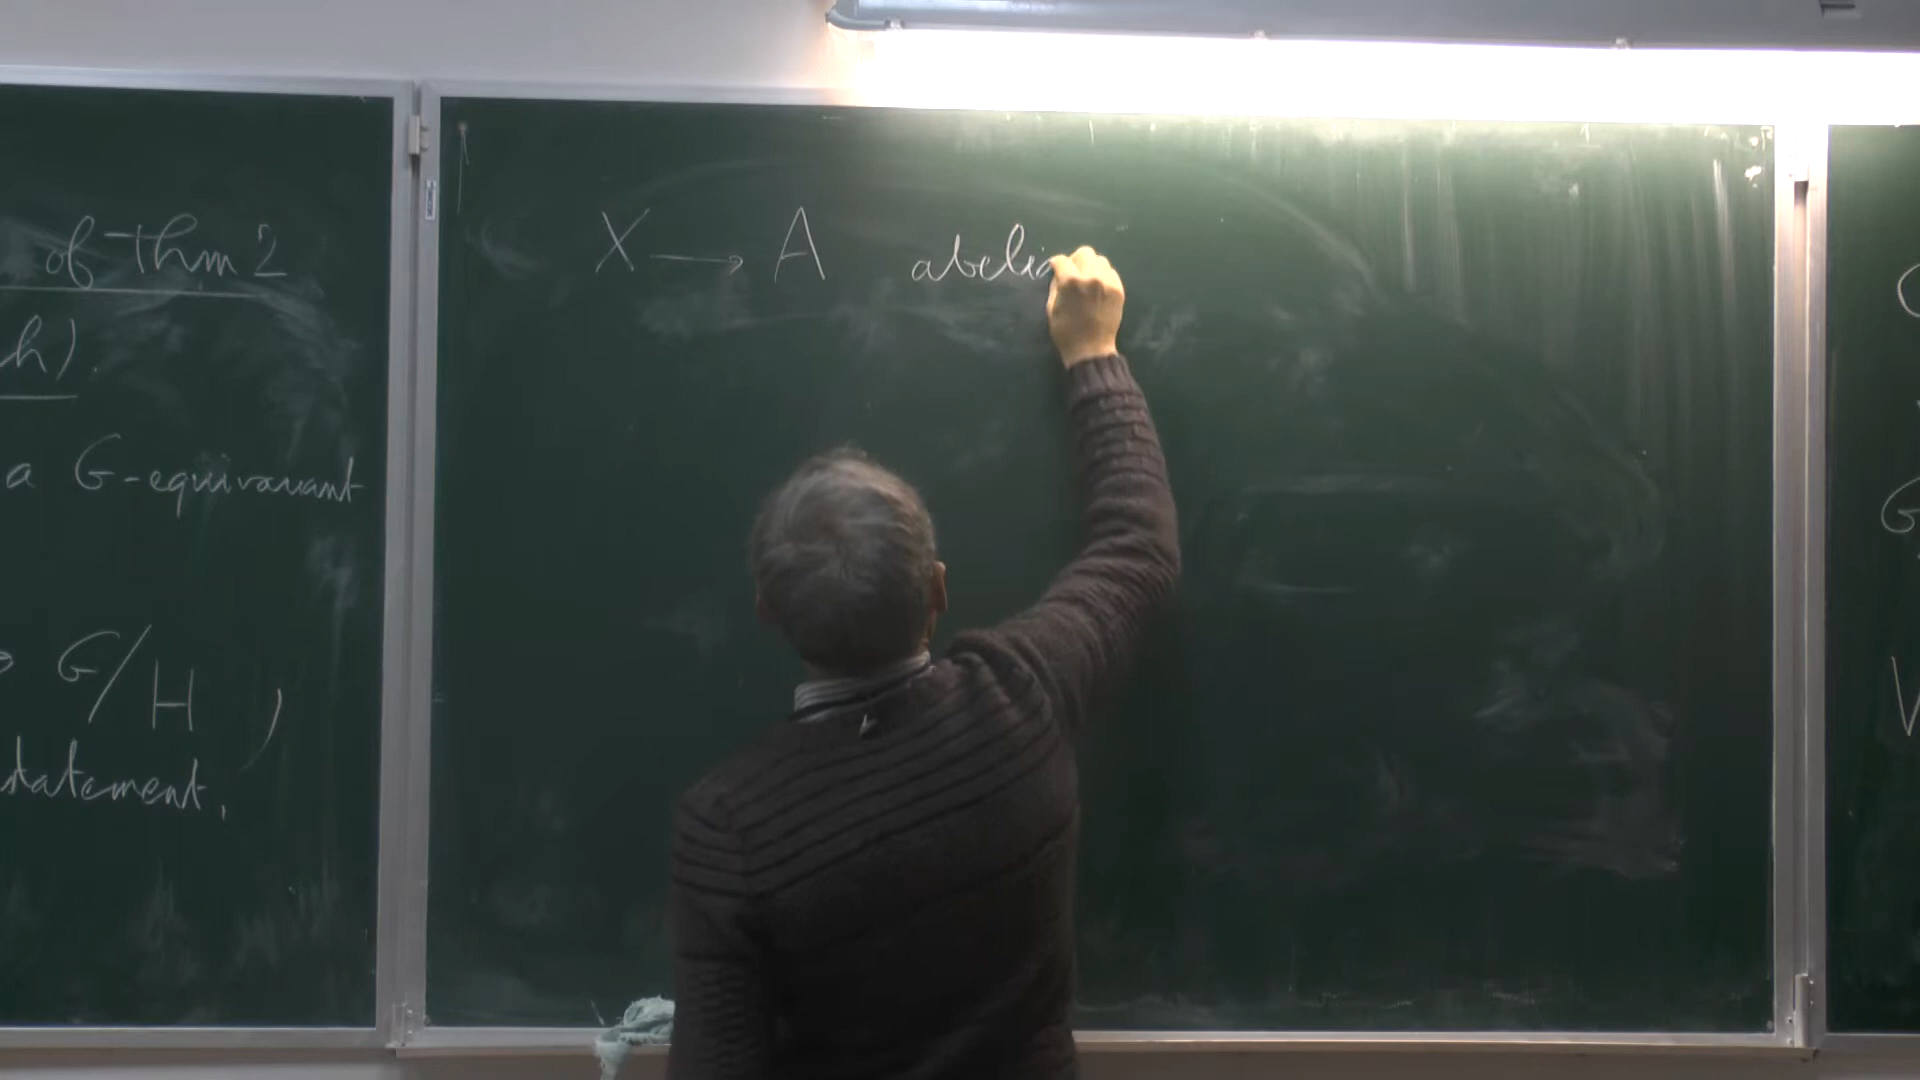 of Thm 2
h).
a G-equivariant
G/H ,
statement.
X → A abelia
G